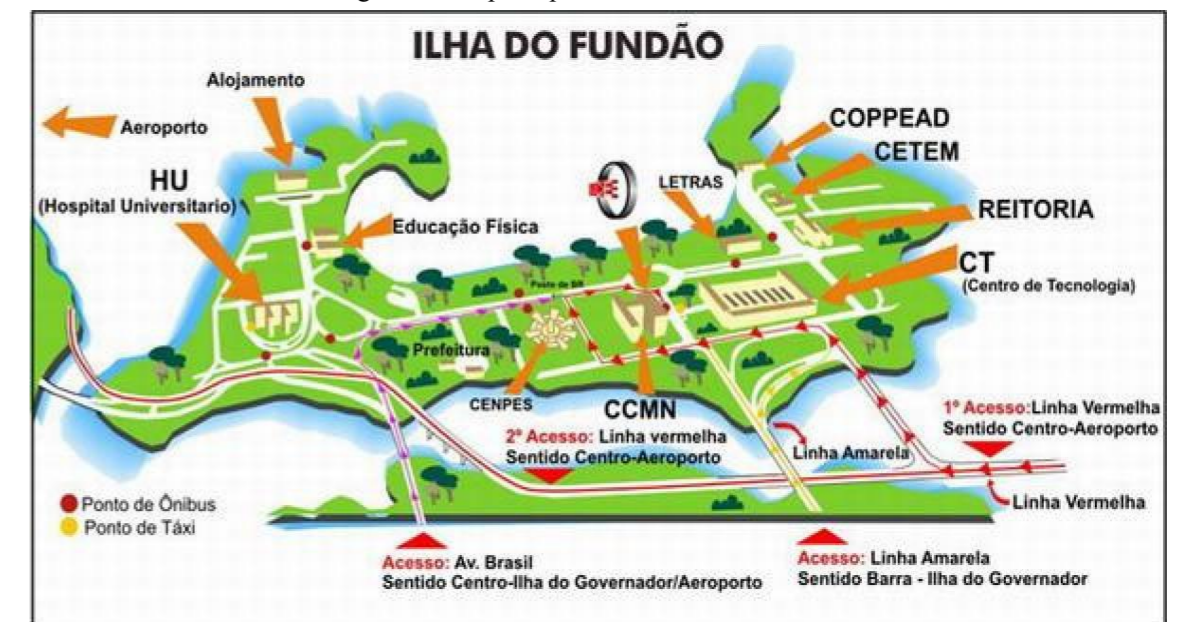 ILHA DO FUNDÃO
Alojamento
Aeroporto
HU
(Hospital Universitario)
Educação Física
LETRAS
COPPEAD
CETEM
REITORIA
CT
(Centro de Tecnologia)
Posto de BR
Prefeitura
CENPES
CCMN
2º Acesso: Linha vermelha
Sentido Centro-Aeroporto
1º Acesso:Linha Vermelha
Sentido Centro-Aeroporto
Linha Amarela
Linha Vermelha
Ponto de Ônibus
Ponto de Táxi
Acesso: Av. Brasil
Sentido Centro-Ilha do Governador/Aeroporto
Acesso: Linha Amarela
Sentido Barra - Ilha do Governador